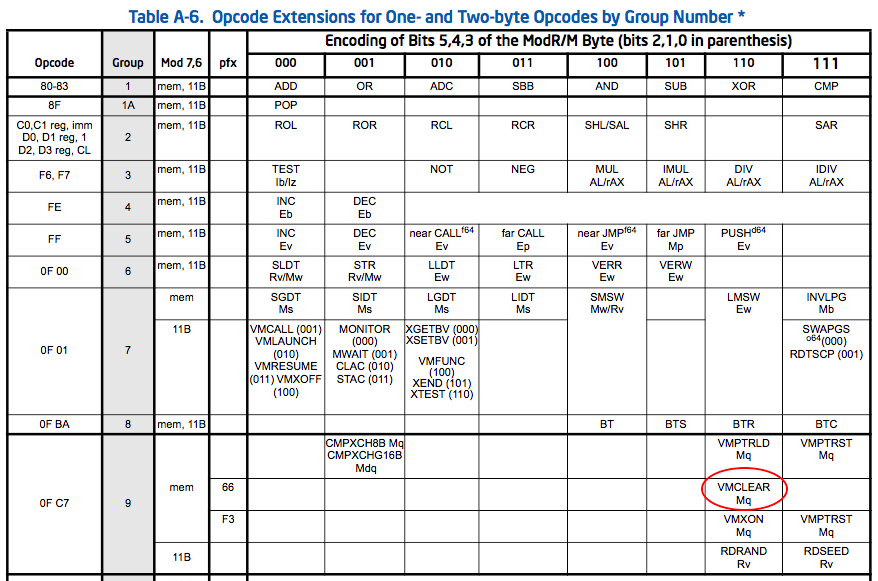 Table A-6. Opcode Extensions for One- and Two-byte Opcodes by Group Number *
Encoding of Bits 5,4,3 of the ModR/M Byte (bits 2,1,0 in parenthesis)
Opcode Group Mod 7,6 pfx 000 001 010 011 100 101 110 111
80-83 1 mem, 11B ADD OR ADC SBB AND SUB XOR CMP
8F 1A mem, 11B POP
C0,C1 reg, imm
D0, D1 reg, 1
D2, D3 reg, CL
2 mem, 11B ROL ROR RCL RCR SHL/SAL SHR SAR
F6, F7 3 mem, 11B TEST NOT NEG MUL IMUL DIV IDIV
Ib/Iz AL/rAX AL/rAX AL/rAX AL/rAX
FE 4 mem, 11B INC DEC
Eb Eb
FF 5 mem, 11B INC DEC near CALLf64 far CALL near JMPf64 far JMP PUSHd64
Ev Ev Ev Ep Ev Mp Ev
0F 00 6 mem, 11B SLDT STR LLDT LTR VERR VERW
Rv/Mw Rv/Mw Ew Ew Ew Ew
0F 01 7 mem SGDT SIDT LGDT LIDT SMSW LMSW INVLPG
Ms Ms Ms Ms Mw/Rv Ew Mb
11B
VMCALL (001)
VMLAUNCH
(010)
VMRESUME
(011) VMXOFF
(100)
MONITOR
(000)
MWAIT (001)
CLAC (010)
STAC (011)
XGETBV (000)
XSETBV (001)
VMFUNC
(100)
XEND (101)
XTEST (110)
SWAPGS
o64(000)
RDTSCP (001)
0F BA 8 mem, 11B BT BTS BTR BTC
0F C7 9 mem
CMPXCH8B Mq
CMPXCHG16B
Mdq
VMPTRLD VMPTRST
Mq Mq
66 VMCLEAR
Mq
F3 VMXON VMPTRST
Mq Mq
11B RDRAND RDSEED
Rv Rv